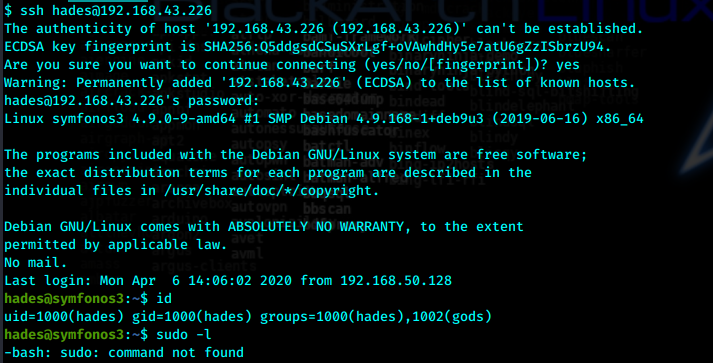 $ ssh hades@192.168.43.226
The authenticity of host '192.168.43.226 (192.168.43.226)' can't be established.
ECDSA key fingerprint is SHA256:Q5ddgsdCSuSXrLgf+oVAwhdHy5e7atU6gZzISbrzU94.
Are you sure you want to continue connecting (yes/no/[fingerprint])? yes
Warning: Permanently added '192.168.43.226' (ECDSA) to the list of known hosts.
hades@192.168.43.226's password:
Linux symfonos3 4.9.0-9-amd64 #1 SMP Debian 4.9.168-1+deb9u3 (2019-06-16) x86_64
The programs included with the Debian GNU/Linux system are free software;
the exact distribution terms for each program are described in the
individual files in /usr/share/doc/*/copyright.
Debian GNU/Linux comes with ABSOLUTELY NO WARRANTY, to the extent
permitted by applicable law.
No mail.
Last login: Mon Apr  6 14:06:02 2020 from 192.168.50.128
hades@symfonos3:~$ id
uid=1000(hades) gid=1000(hades) groups=1000(hades),1002(gods)
hades@symfonos3:~$ sudo -l
-bash: sudo: command not found